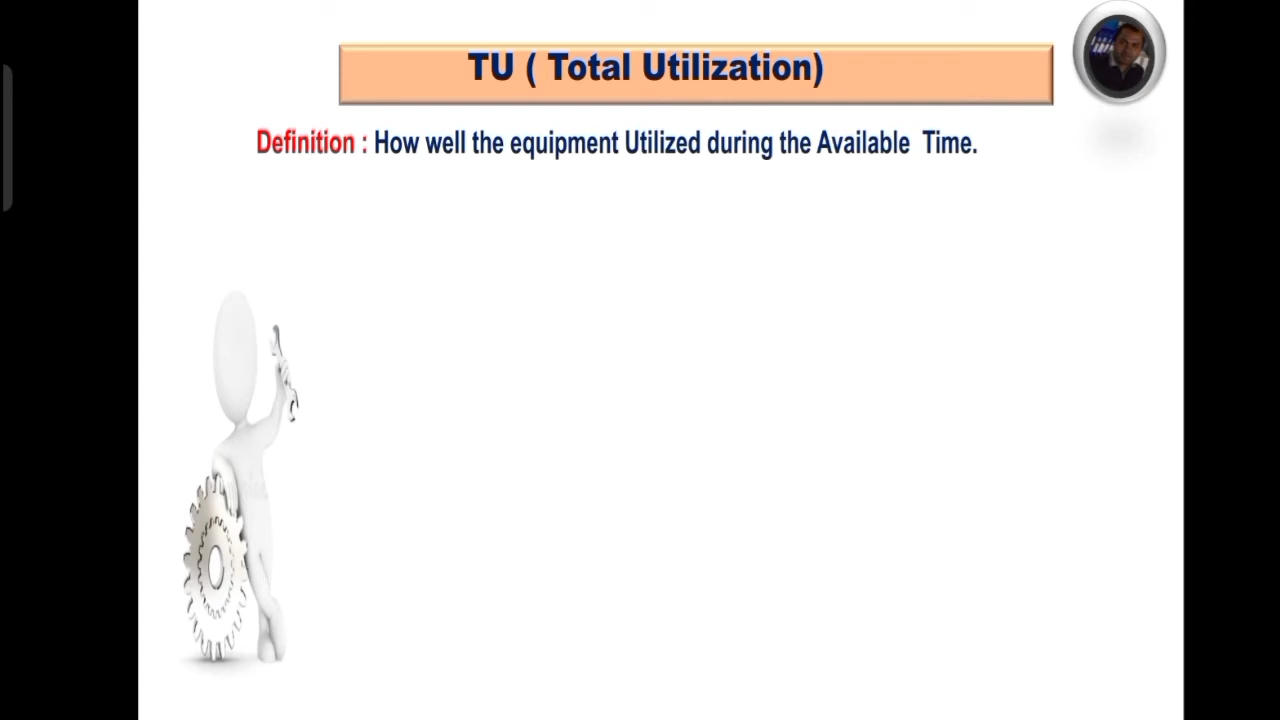 TU ( Total Utilization)
Definition : How well the equipment Utilized during the Available Time.